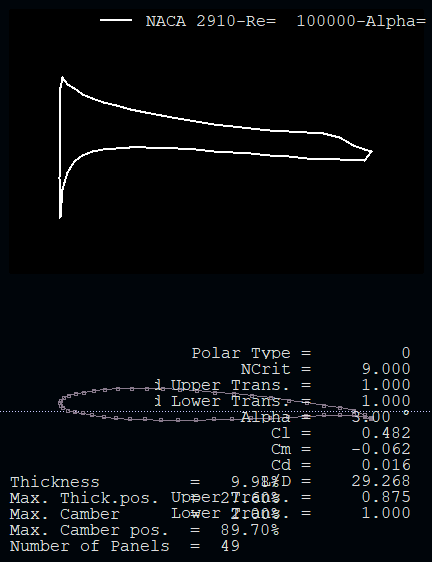 NACA 2910-Re=  100000-Alpha=
Polar Type =  0
NCrit =  9.000
i Upper Trans. =  1.000
i Lower Trans. =  1.000
Alpha =  3.00 °
Cl =  0.482
Cm =  -0.062
Cd =  0.016
Thickness  =  9.98%  L/D =  29.268
Max. Thick.pos.  =  27.60%  Upper Trans. =  0.875
Max. Camber  =  2.00%  Lower Trans. =  1.000
Max. Camber pos.  =  89.70%
Number of Panels  =  49